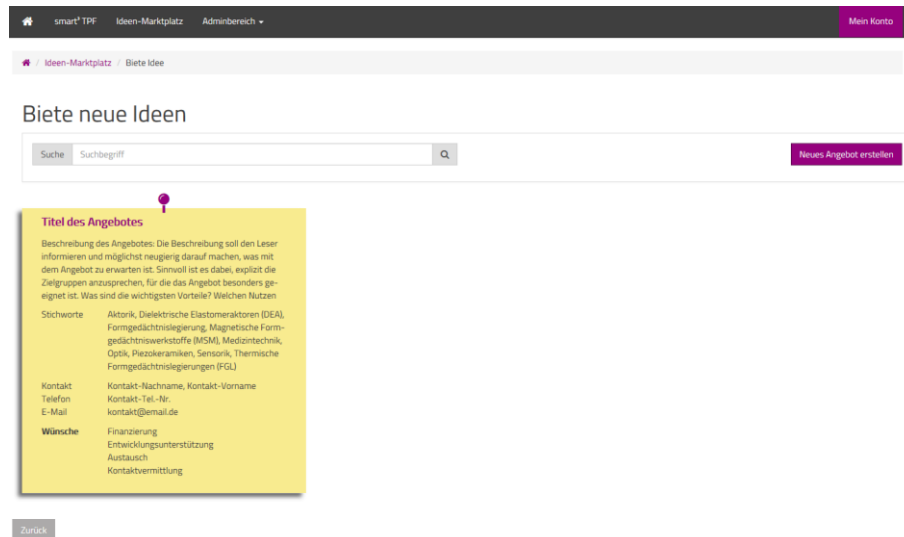 smart³ TPF Ideen-Marktplatz Adminbereich Mein Konto
/ Ideen-Marktplatz / Biete Idee
Biete neue Ideen
Suche Suchbegriff Neues Angebot erstellen
Titel des Angebotes
Beschreibung des Angebotes: Die Beschreibung soll den Leser
informieren und möglichst neugierig darauf machen, was mit
dem Angebot zu erwarten ist. Sinnvoll ist es dabei, explizit die
Zielgruppen anzusprechen, für die das Angebot besonders ge-
eignet ist. Was sind die wichtigsten Vorteile? Welchen Nutzen
Stichworte Aktorik, Dielektrische Elastomeraktoren (DEA),
Formgedächtnislegierung, Magnetische Form-
gedächtniswerkstoffe (MSM), Medizintechnik,
Optik, Piezokeramiken, Sensorik, Thermische
Formgedächtnislegierungen (FGL)
Kontakt Kontakt-Nachname, Kontakt-Vorname
Telefon Kontakt-Tel.-Nr.
E-Mail kontakt@email.de
Wünsche Finanzierung
Entwicklungsunterstützung
Austausch
Kontaktvermittlung
Zurück